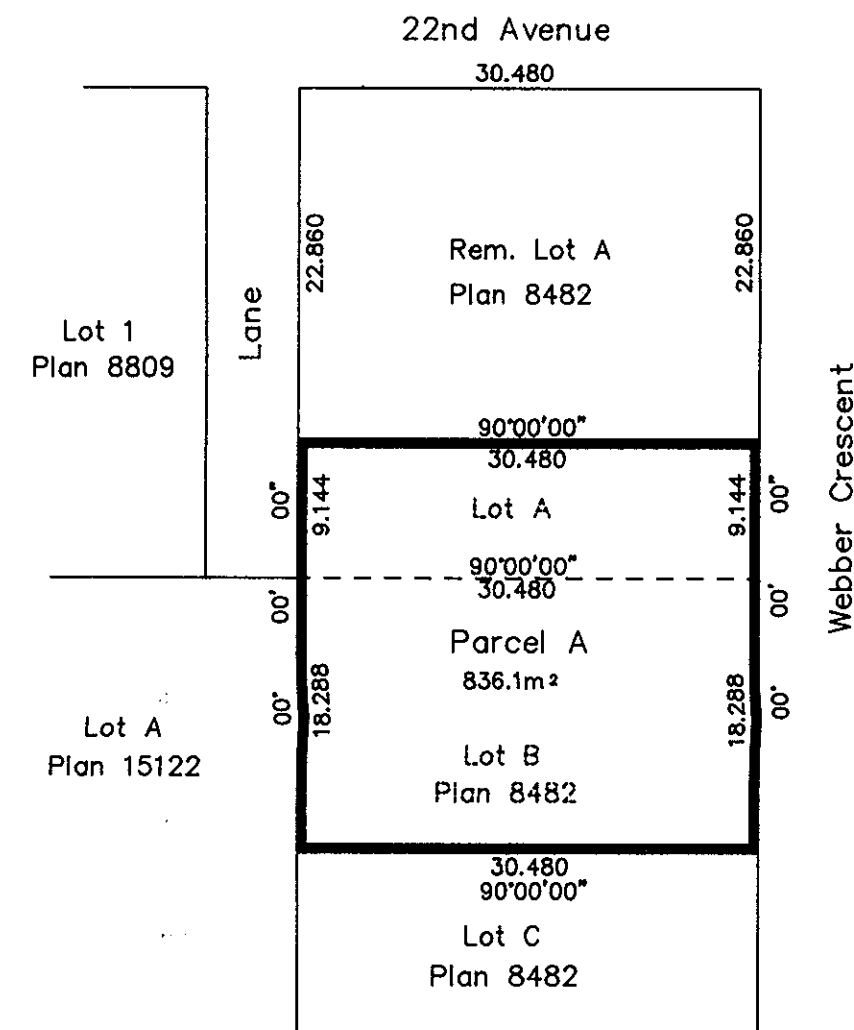 22nd Avenue
30.480
22.860
22.860
Rem. Lot A
Plan 8482
Lane
Lot 1
Plan 8809
Webber Crescent
90°00'00"
30.480
00"
9.144
Lot A
9.144
00"
90°00'00"
30.480
00'
00'
Parcel A
836.1m²
00°
18.288
18.288
00°
Lot A
Plan 15122
Lot B
Plan 8482
30.480
90°00'00"
Lot C
Plan 8482